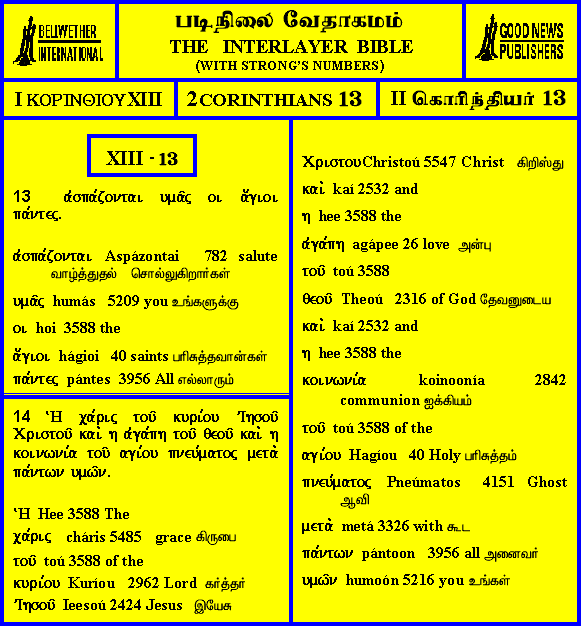 BELLWETHER
INTERNATIONAL
படிநிலை வேதாகமம்
THE INTERLAYER BIBLE
(WITH STRONG'S NUMBERS)
GOOD NEWS
PUBLISHERS
I ΚΟΡΙΝΘΙΟΥ XIII
2 CORINTHIANS 13
II கொரிந்தியர் 13
XIII - 13
13 ἀσπάζονται υμᾶς οι ἅγιοι
πάντες.
ἀσπάζονται Aspázontai 782 salute
வாழ்த்துதல் சொல்லுகிறார்கள்
υμᾶς humás 5209 you உங்களுக்கு
οι hoi 3588 the
ἅγιοι hágioi 40 saints பரிசுத்தவான்கள்
πάντες pántes 3956 All எல்லாரும்
14 Ἡ χάρις τοῦ κυρίου Ἰησοῦ
Χριστοῦ καὶ η ἀγάπη τοῦ θεοῦ καὶ η
κοινωνία τοῦ αγίου πνεύματος μετὰ
πάντων υμῶν.
Ἡ Hee 3588 The
χάρις cháris 5485 grace கிருபை
τοῦ toú 3588 of the
κυρίου Kuríou 2962 Lord கர்த்தர்
Ἰησοῦ Ieesoú 2424 Jesus இயேசு
Χριστου Christoú 5547 Christ கிறிஸ்து
καὶ kaí 2532 and
η hee 3588 the
ἀγάπη agápee 26 love அன்பு
τοῦ toú 3588
θεοῦ Theoú 2316 of God தேவனுடைய
καὶ kaí 2532 and
η hee 3588 the
κοινωνία koinoonía 2842
communion ஐக்கியம்
τοῦ toú 3588 of the
αγίου Hagíou 40 Holy பரிசுத்தம்
πνεύματος Pneúmatos 4151 Ghost
ஆவி
μετὰ metá 3326 with கூட
πάντων pántoon 3956 all அனைவர்
υμῶν humoón 5216 you உங்கள்